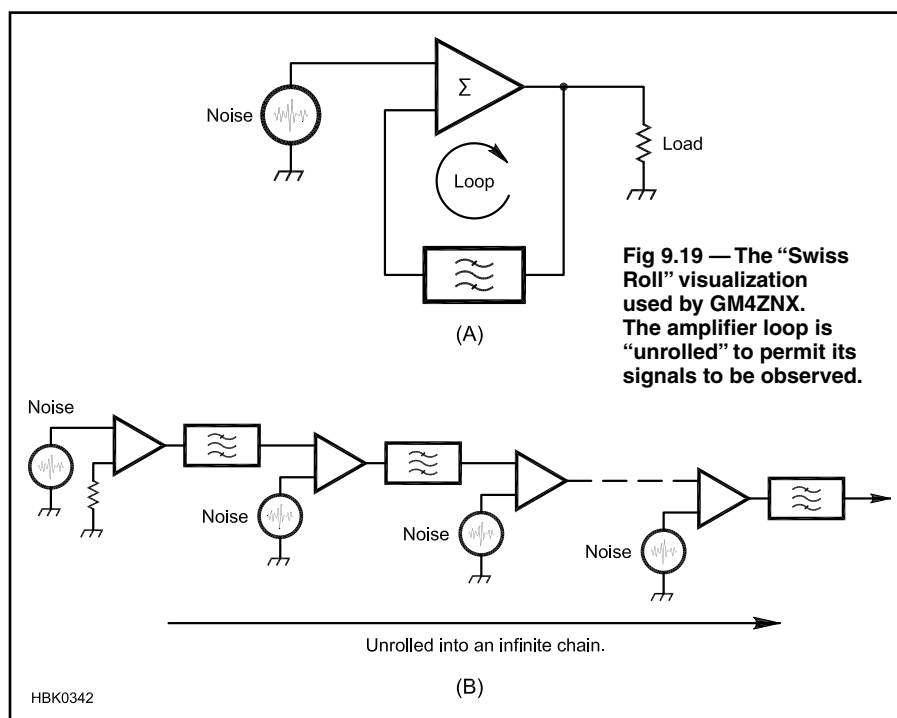 Noise
Σ
Loop
Load
(A)
Fig 9.19 — The “Swiss
Roll” visualization
used by GM4ZNX.
The amplifier loop is
“unrolled” to permit its
signals to be observed.
Noise
Noise
Noise
Noise
Unrolled into an infinite chain.
(B)
HBK0342